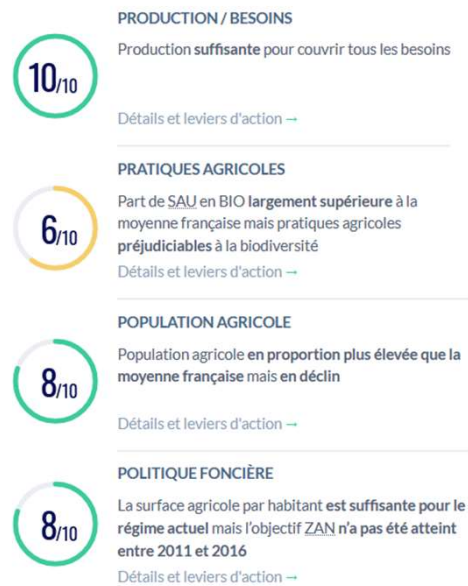 PRODUCTION / BESOINS
Production suffisante pour couvrir tous les besoins
10/10
Détails et leviers d'action →
PRATIQUES AGRICOLES
Part de SAU en BIO largement supérieure à la
moyenne française mais pratiques agricoles
préjudiciables à la biodiversité
6/10
Détails et leviers d'action →
POPULATION AGRICOLE
Population agricole en proportion plus élevée que la
moyenne française mais en déclin
8/10
Détails et leviers d'action →
POLITIQUE FONCIÈRE
La surface agricole par habitant est suffisante pour le
régime actuel mais l’objectif ZAN n’a pas été atteint
entre 2011 et 2016
8/10
Détails et leviers d'action →